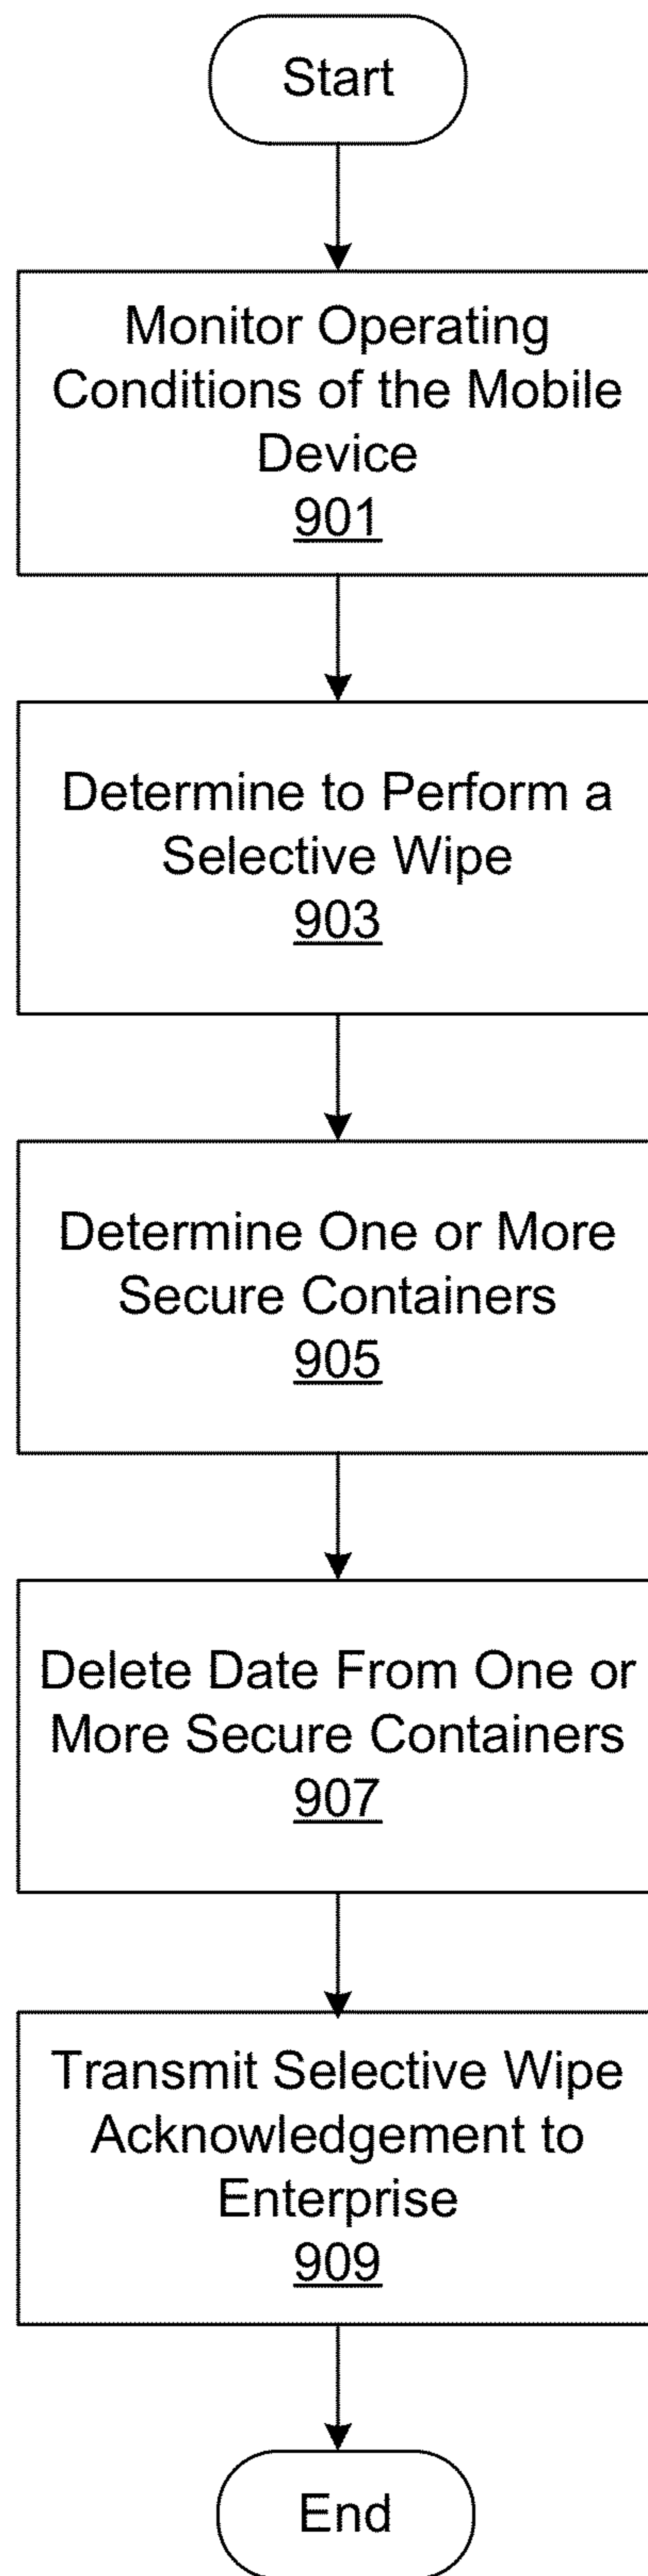 Start
Monitor Operating
Conditions of the Mobile
Device
901
Determine to Perform a
Selective Wipe
903
Determine One or More
Secure Containers
905
Delete Date From One or
More Secure Containers
907
Transmit Selective Wipe
Acknowledgement to
Enterprise
909
End